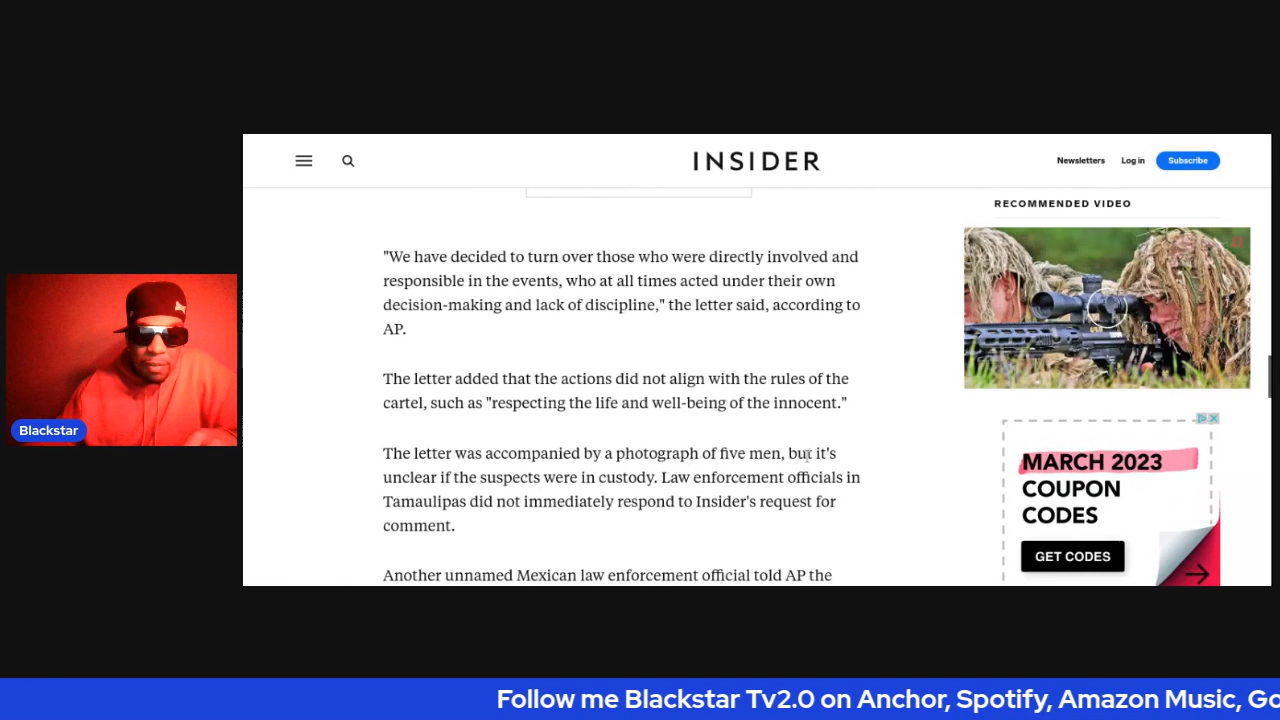 INSIDER
Newsletters
Log in
Subscribe
RECOMMENDED VIDEO
"We have decided to turn over those who were directly involved and
responsible in the events, who at all times acted under their own
decision-making and lack of discipline," the letter said, according to
AP.
The letter added that the actions did not align with the rules of the
cartel, such as "respecting the life and well-being of the innocent."
The letter was accompanied by a photograph of five men, but it's
unclear if the suspects were in custody. Law enforcement officials in
Tamaulipas did not immediately respond to Insider's request for
comment.
Another unnamed Mexican law enforcement official told AP the
MARCH 2023
COUPON
CODES
GET CODES
Blackstar
Follow me Blackstar Tv2.0 on Anchor, Spotify, Amazon Music, Go